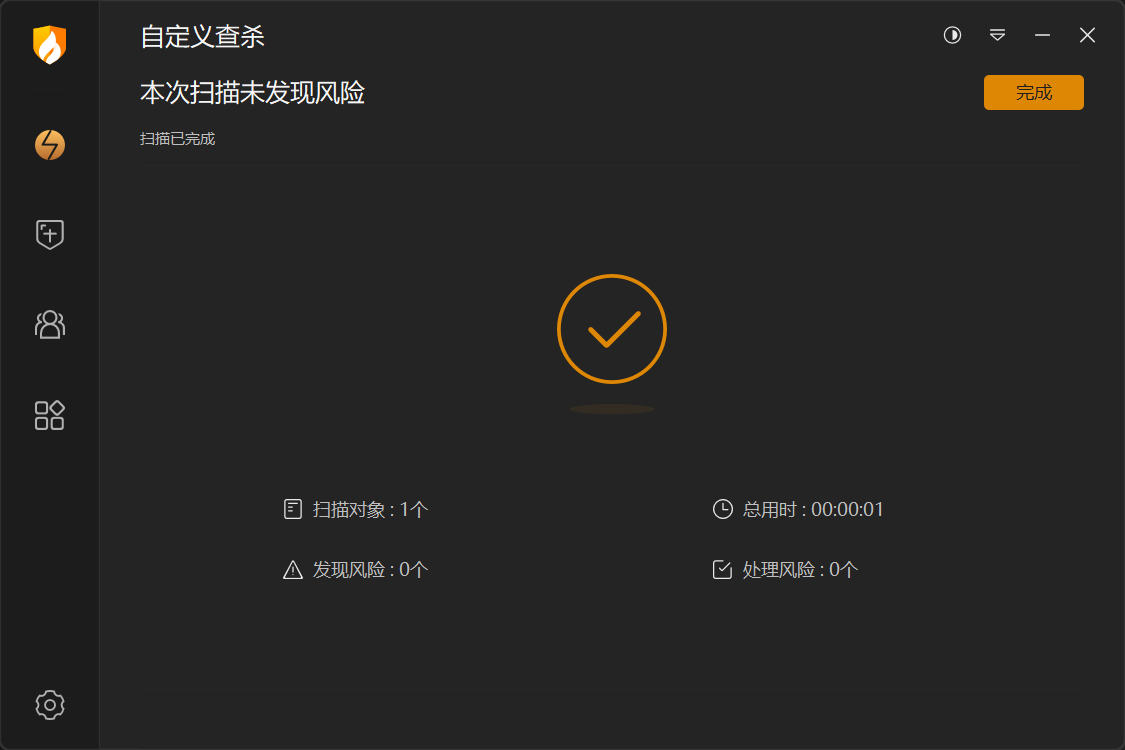 自定义查杀
本次扫描未发现风险
完成
扫描已完成
扫描对象 : 1个
总用时 : 00:00:01
发现风险 : 0个
处理风险 : 0个